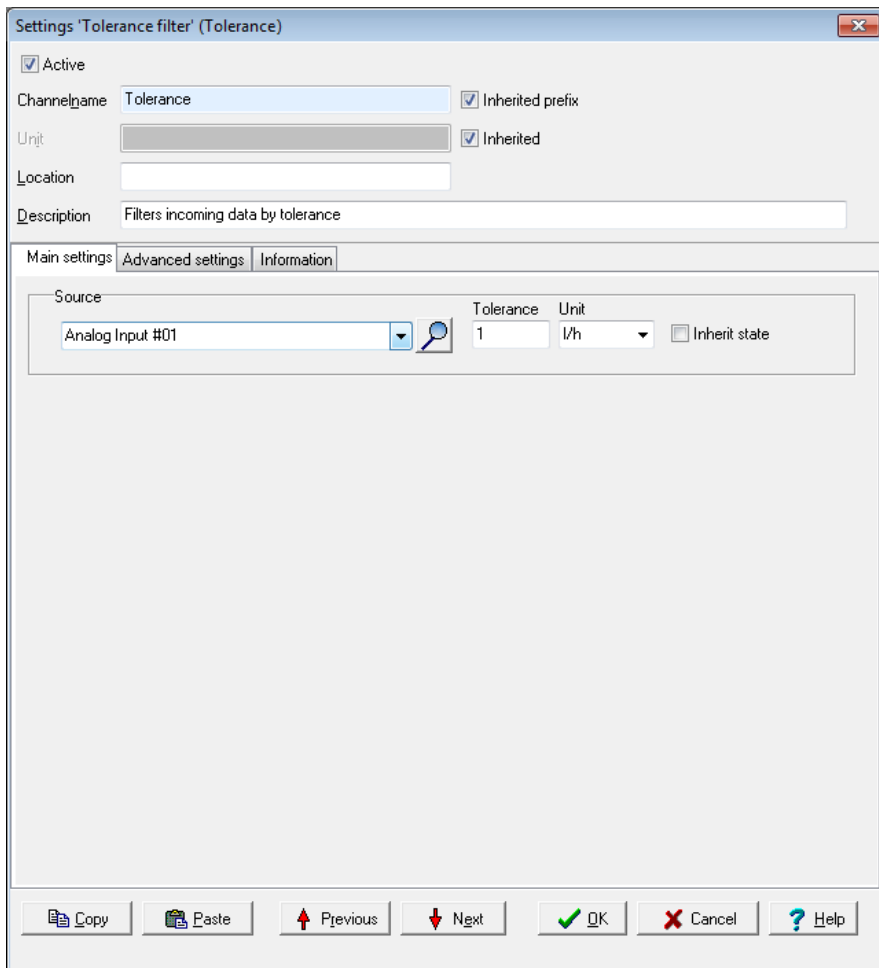 Settings 'Tolerance filter' (Tolerance)
Active
Channelname Tolerance Inherited prefix
Unit Inherited
Location
Description Filters incoming data by tolerance
Main settings Advanced settings Information
Source
Tolerance Unit
Analog Input #01 1 l/h Inherit state
Copy Paste Previous Next OK Cancel Help